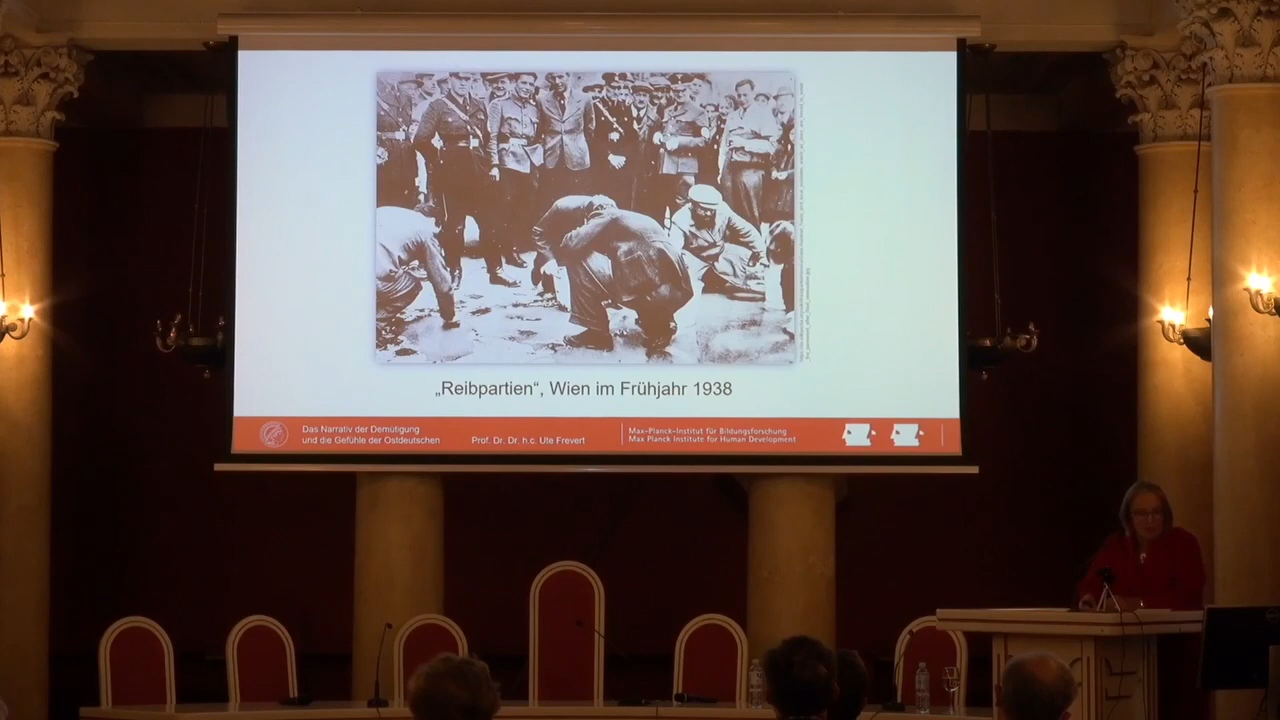 „Reibpartien“, Wien im Frühjahr 1938
Das Narrativ der Demütigung
und die Gefühle der Ostdeutschen
Prof. Dr. Dr. h.c. Ute Frevert
Max-Planck-Institut für Bildungsforschung
Max Planck Institute for Human Development